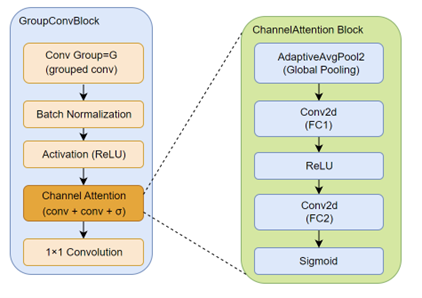 GroupConvBlock
Conv Group=G
(grouped conv)
Batch Normalization
Activation (ReLU)
Channel Attention
(conv + conv + σ)
1×1 Convolution
ChannelAttention Block
AdaptiveAvgPool2
(Global Pooling)
Conv2d
(FC1)
ReLU
Conv2d
(FC2)
Sigmoid